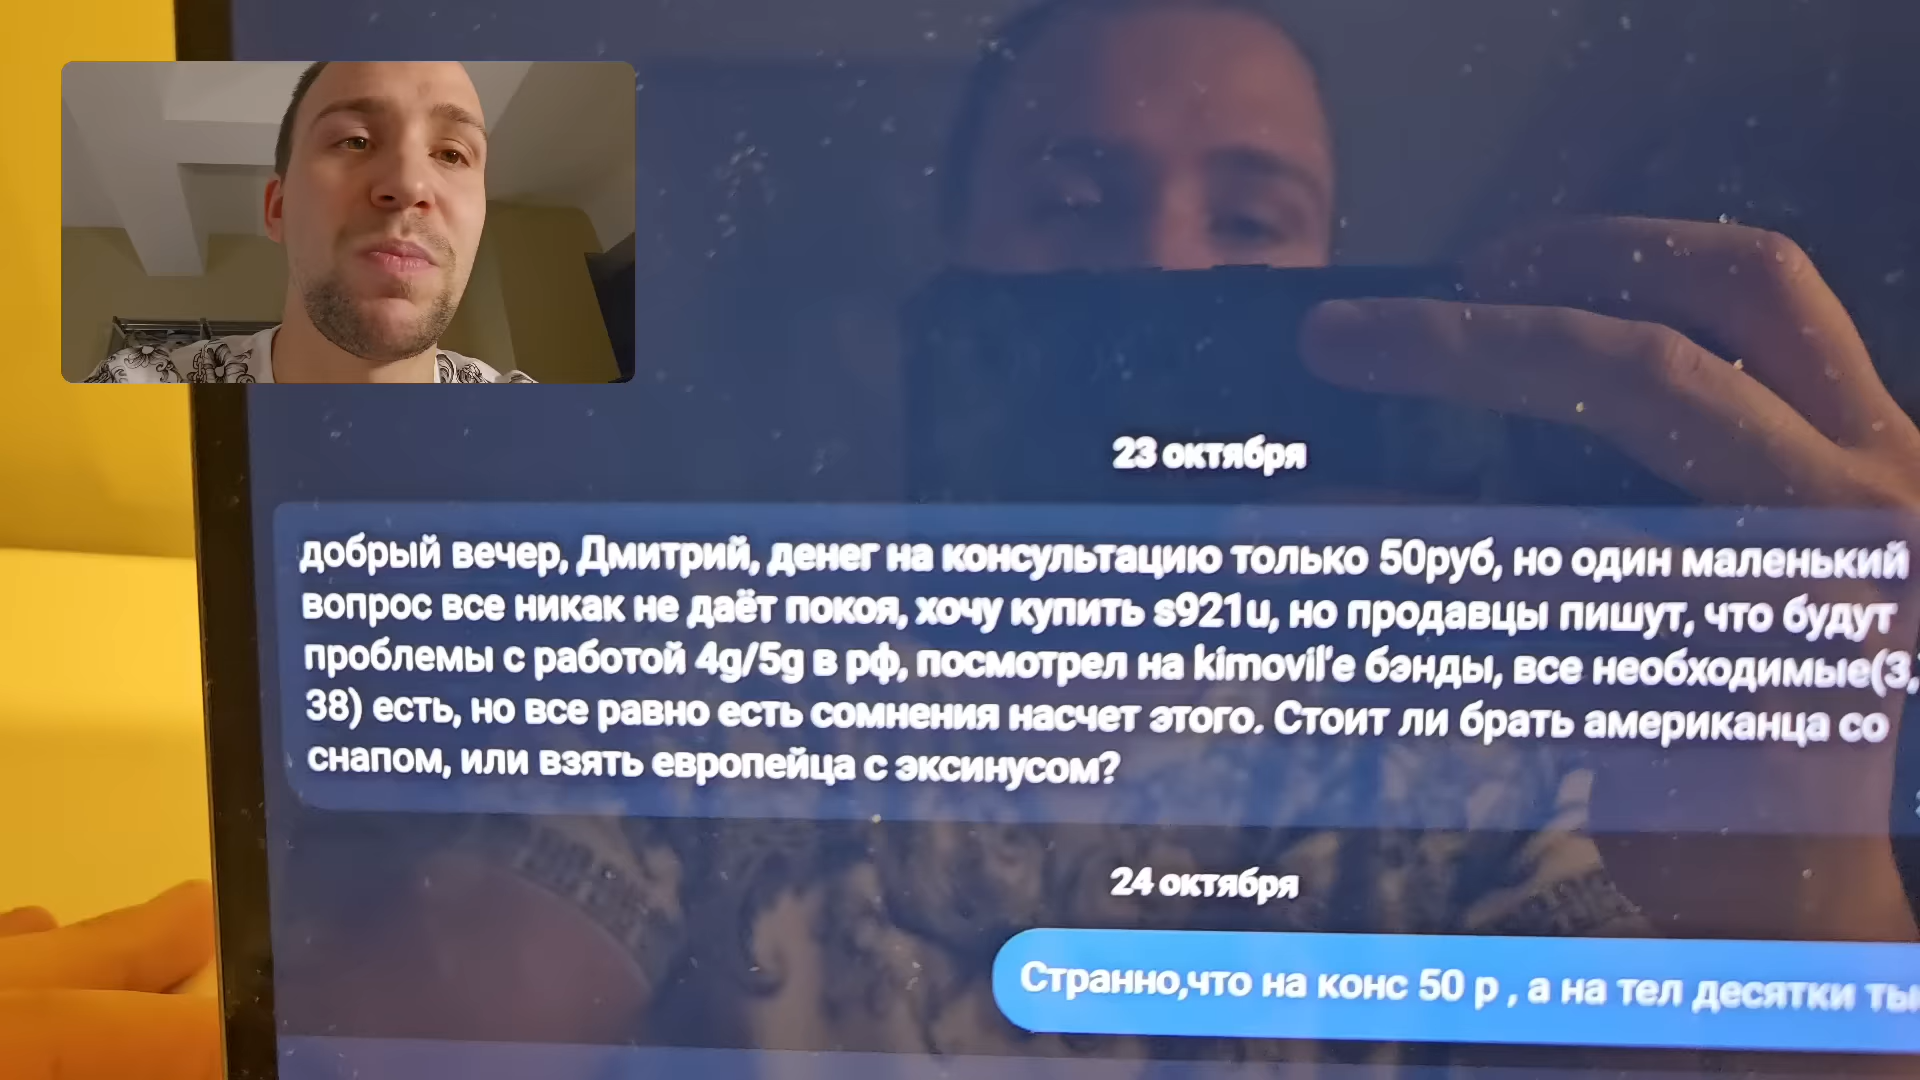 23 октября
добрый вечер, Дмитрий, денег на консультацию только 50руб, но один маленький
вопрос все никак не даёт покоя, хочу купить s921u, но продавцы пишут, что будут
проблемы с работой 4g/5g в рф, посмотрел на kimovil'e бэнды, все необходимые(3,
38) есть, но все равно есть сомнения насчет этого. Стоит ли брать американца со
снапом, или взять европейца с эксинусом?
24 октября
Странно,что на конс 50 р , а на тел десятки